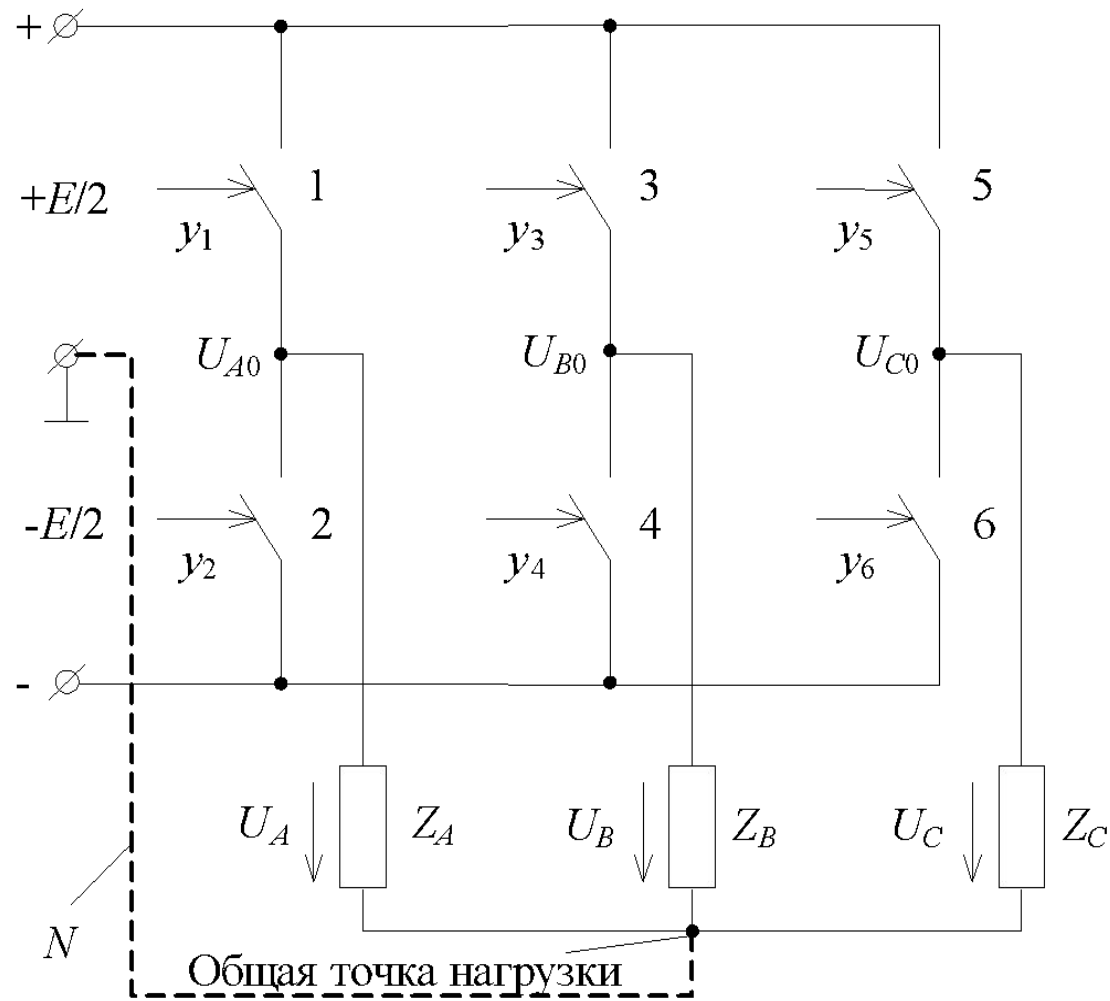 +
1 3 5
+E/2
y1 y3 y5
UA0 UB0 UC0
-E/2
2 4 6
y2 y4 y6
-
UA ZA UB ZB UC ZC
N
Общая точка нагрузки